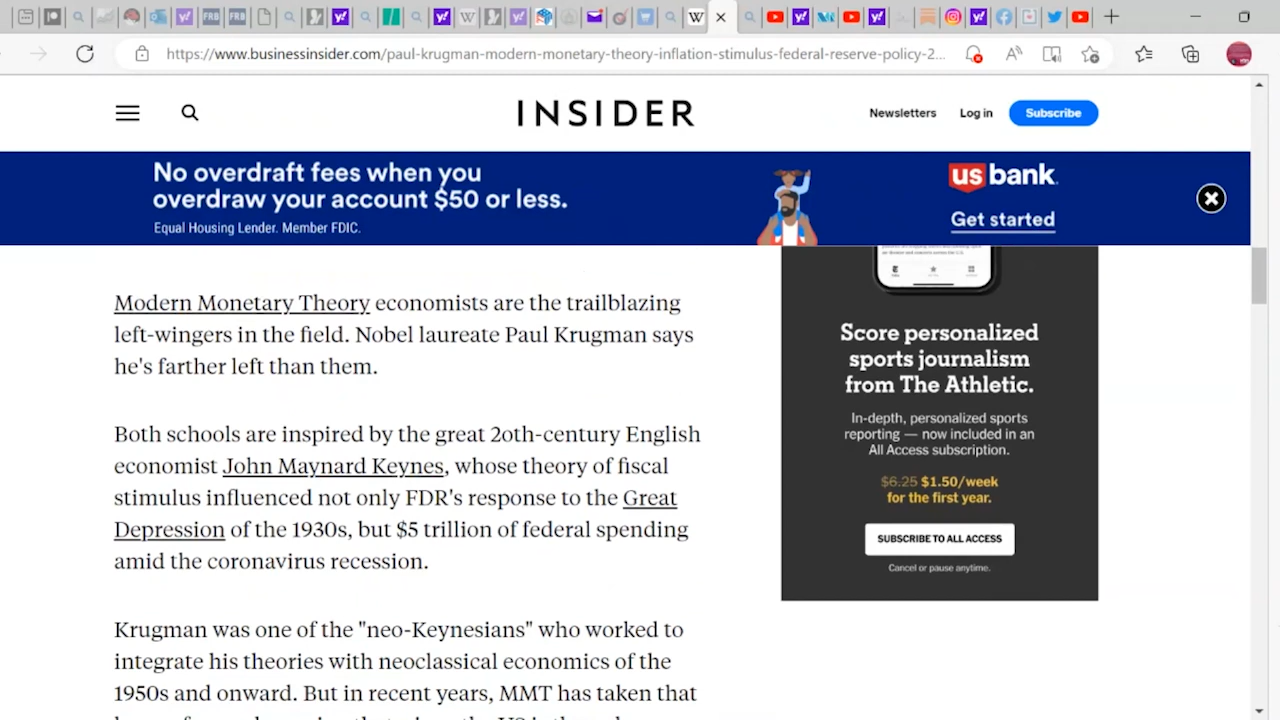 https://www.businessinsider.com/paul-krugman-modern-monetary-theory-inflation-stimulus-federal-reserve-policy-2...
INSIDER
Newsletters
Log in
Subscribe
No overdraft fees when you
overdraw your account $50 or less.
Equal Housing Lender. Member FDIC.
us bank.
Get started
Modern Monetary Theory economists are the trailblazing
left-wingers in the field. Nobel laureate Paul Krugman says
he's farther left than them.
Both schools are inspired by the great 20th-century English
economist John Maynard Keynes, whose theory of fiscal
stimulus influenced not only FDR's response to the Great
Depression of the 1930s, but $5 trillion of federal spending
amid the coronavirus recession.
Krugman was one of the "neo-Keynesians" who worked to
integrate his theories with neoclassical economics of the
1950s and onward. But in recent years, MMT has taken that
Score personalized
sports journalism
from The Athletic.
In-depth, personalized sports
reporting — now included in an
All Access subscription.
$6.25 $1.50/week
for the first year.
SUBSCRIBE TO ALL ACCESS
Cancel or pause anytime.